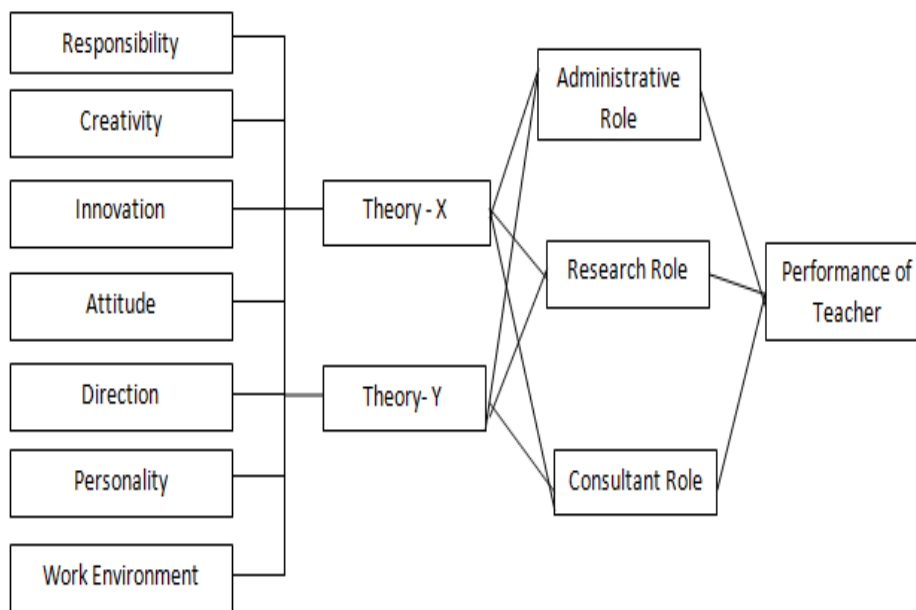 Responsibility
Creativity
Innovation
Attitude
Direction
Personality
Work Environment
Theory - X
Theory- Y
Administrative
Role
Research Role
Consultant Role
Performance of
Teacher